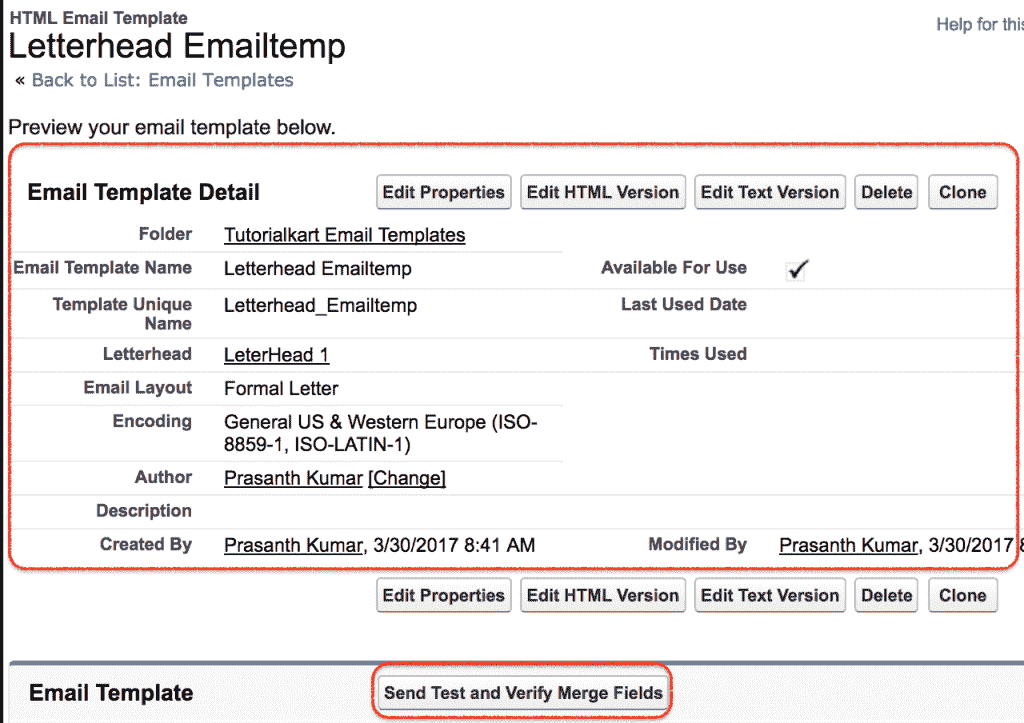 HTML Email Template
Help for this
Letterhead Emailtemp
« Back to List: Email Templates
Preview your email template below.
Email Template Detail
Edit Properties Edit HTML Version Edit Text Version Delete Clone
Folder Tutorialkart Email Templates
Email Template Name Letterhead Emailtemp Available For Use
Template Unique Letterhead_Emailtemp Last Used Date
Name
Letterhead LeterHead 1 Times Used
Email Layout Formal Letter
Encoding General US & Western Europe (ISO-
8859-1, ISO-LATIN-1)
Author Prasanth Kumar [Change]
Description
Created By Prasanth Kumar, 3/30/2017 8:41 AM Modified By Prasanth Kumar, 3/30/2017 8
Edit Properties Edit HTML Version Edit Text Version Delete Clone
Email Template Send Test and Verify Merge Fields